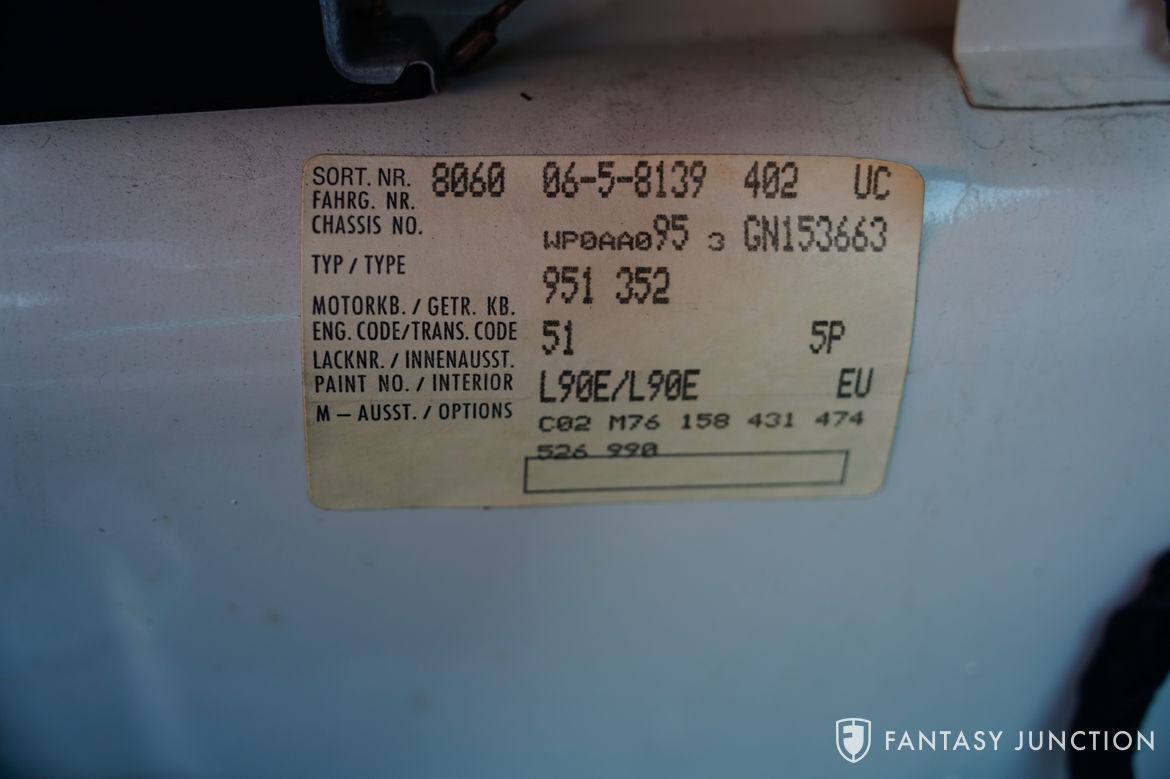 SORT. NR. 8060 06-5-8139 402 UC
FAHRG. NR.
CHASSIS NO. WP0AA095 3 GN153663
TYP / TYPE 951 352
MOTORKB. / GETR. KB.
ENG. CODE/TRANS. CODE 51 5P
LACKNR. / INNENAUSST.
PAINT NO. / INTERIOR L90E/L90E EU
M – AUSST. / OPTIONS C02 M76 158 431 474
526 990
FANTASY JUNCTION